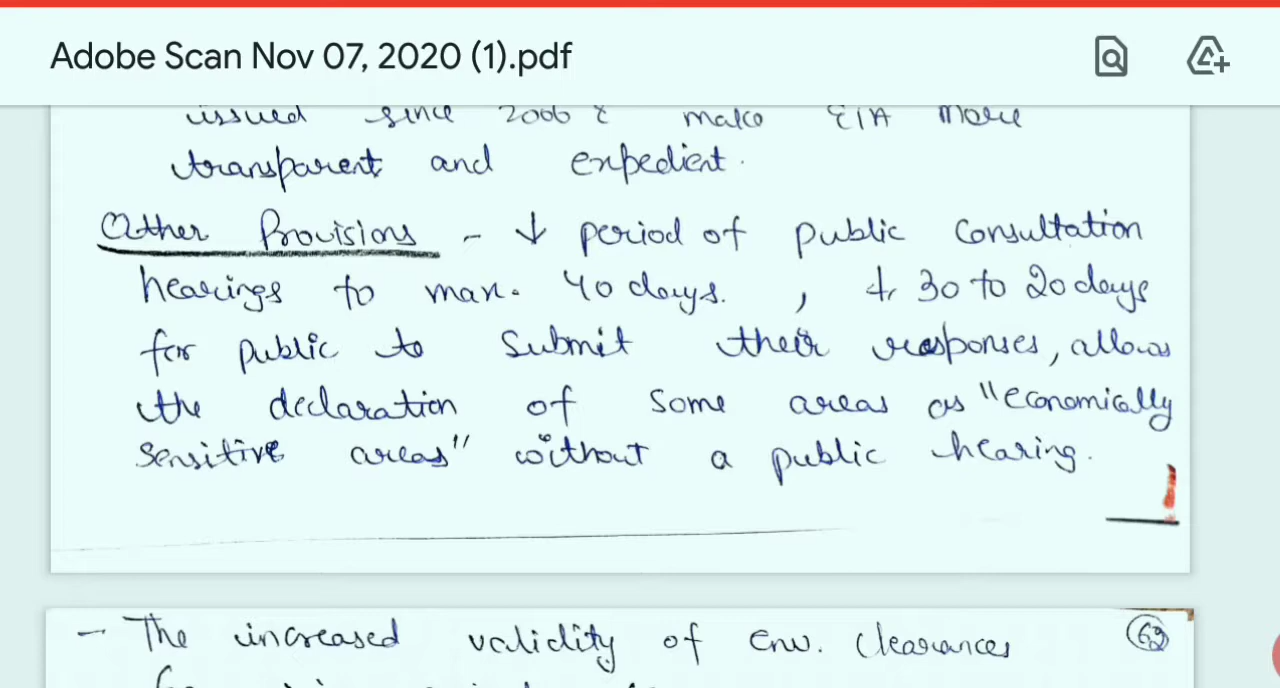 Adobe Scan Nov 07, 2020 (1).pdf
issued since 2006 & make EIA more
transparent and expedient.
Other Provisions - ↓ period of public consultation
hearings to max. 40 days. , ↓ 30 to 20 days
for public to submit their responses, allows
the declaration of some areas as "economically
sensitive areas" without a public hearing.
- The increased validity of env. clearances
69